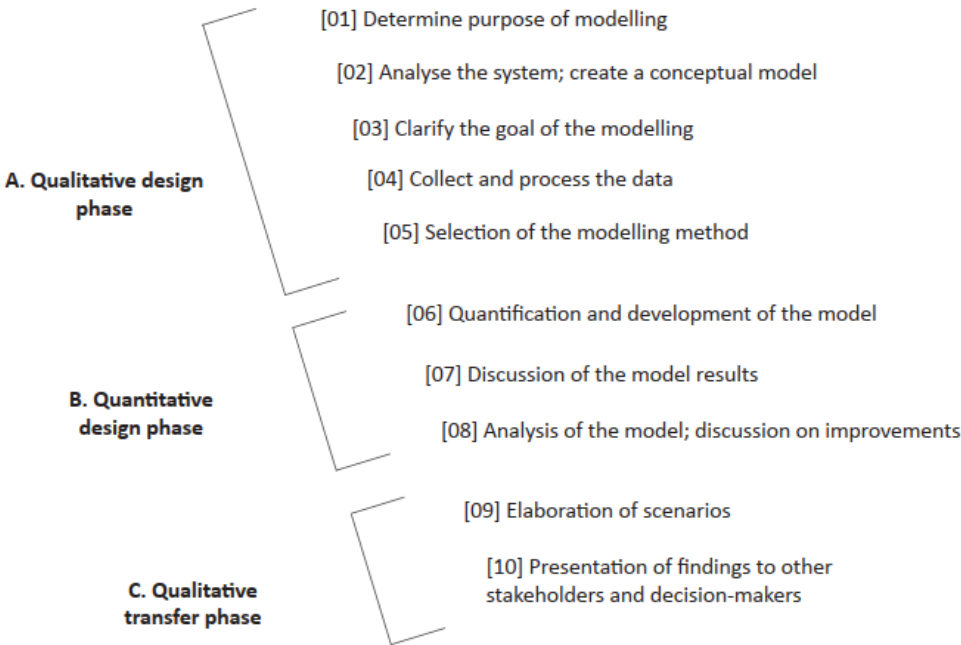 [01] Determine purpose of modelling
[02] Analyse the system; create a conceptual model
[03] Clarify the goal of the modelling
A. Qualitative design
phase
[04] Collect and process the data
[05] Selection of the modelling method
[06] Quantification and development of the model
[07] Discussion of the model results
B. Quantitative
design phase
[08] Analysis of the model; discussion on improvements
[09] Elaboration of scenarios
[10] Presentation of findings to other
stakeholders and decision-makers
C. Qualitative
transfer phase